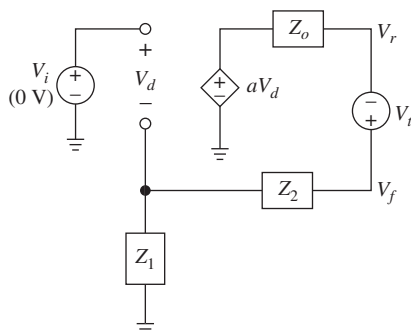 Zo
Vr
+
Vi
(0 V)
+
−
Vd
−
+
−
aVd
−
+
Vt
Z2
Vf
Z1